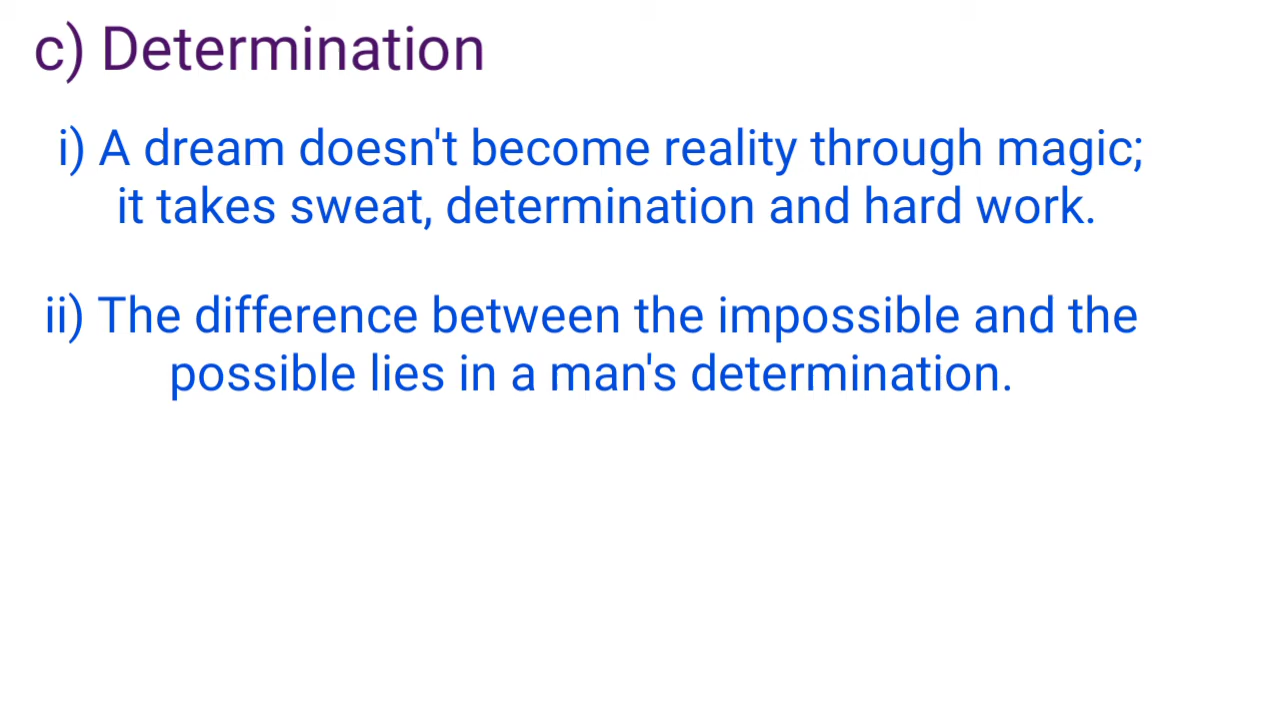 c) Determination
i) A dream doesn't become reality through magic;
it takes sweat, determination and hard work.
ii) The difference between the impossible and the
possible lies in a man's determination.